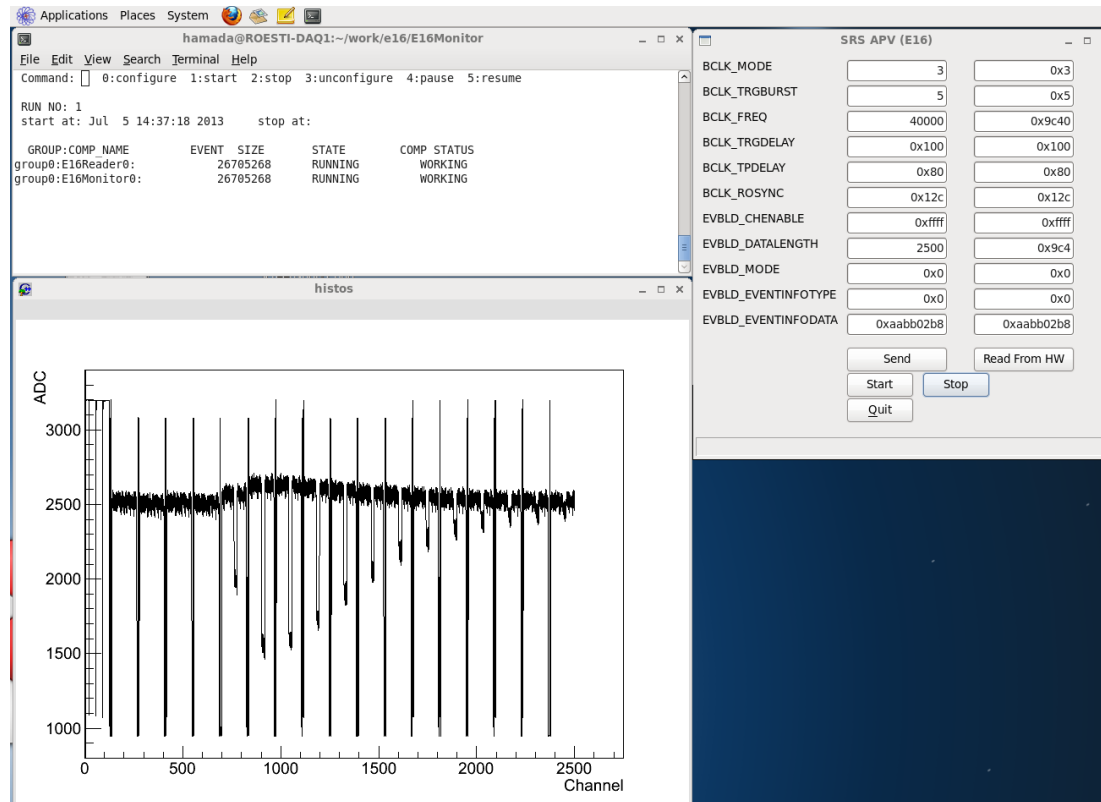 Applications Places System
hamada@ROESTI-DAQ1:~/work/e16/E16Monitor
File Edit View Search Terminal Help
Command: 0:configure 1:start 2:stop 3:unconfigure 4:pause 5:resume
RUN NO: 1
start at: Jul 5 14:37:18 2013 stop at:
GROUP:COMP_NAME EVENT SIZE STATE COMP STATUS
group0:E16Reader0: 26705268 RUNNING WORKING
group0:E16Monitor0: 26705268 RUNNING WORKING
histos
ADC
3000
2500
2000
1500
1000
0 500 1000 1500 2000 2500
Channel
SRS APV (E16)
BCLK_MODE 3 0x3
BCLK_TRGBURST 5 0x5
BCLK_FREQ 40000 0x9c40
BCLK_TRGDELAY 0x100 0x100
BCLK_TPDELAY 0x80 0x80
BCLK_ROSYNC 0x12c 0x12c
EVBLD_CHENABLE 0xffff 0xffff
EVBLD_DATALENGTH 2500 0x9c4
EVBLD_MODE 0x0 0x0
EVBLD_EVENTINFOTYPE 0x0 0x0
EVBLD_EVENTINFODATA 0xaabb02b8 0xaabb02b8
Send Read From HW
Start Stop
Quit